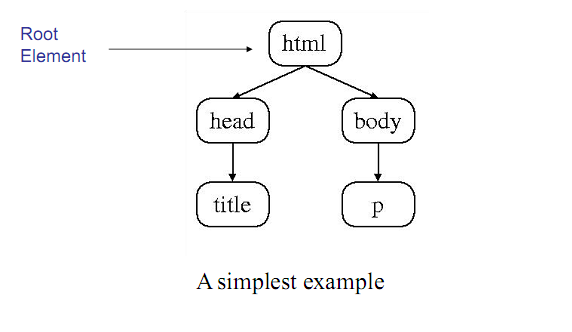 Root
Element
html
head
body
title
p
A simplest example